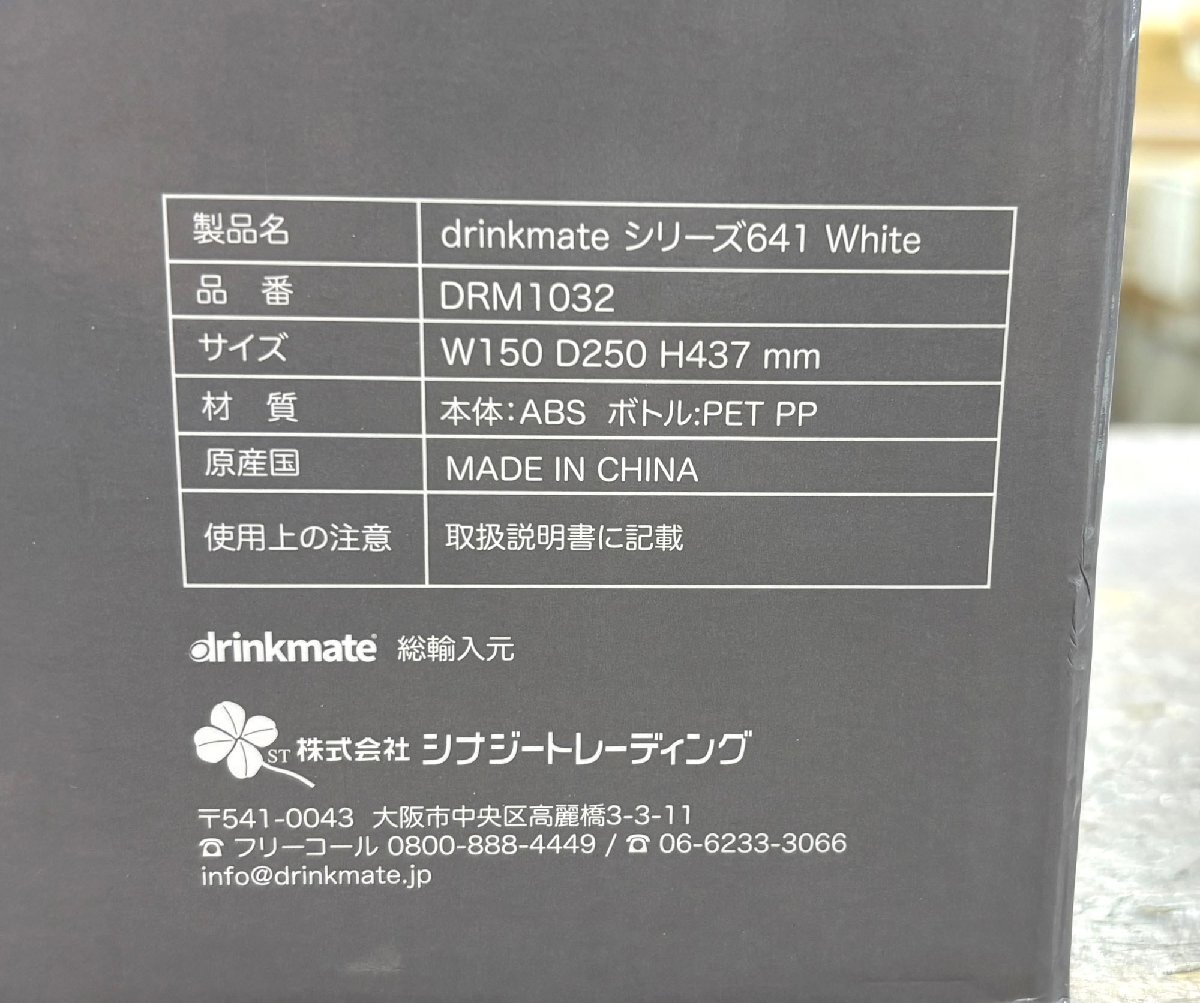 製品名 drinkmate シリーズ641 White
品　番 DRM1032
サイズ W150 D250 H437 mm
材　質 本体：ABS ボトル:PET PP
原産国 MADE IN CHINA
使用上の注意 取扱説明書に記載
drinkmate® 総輸入元
ST 株式会社 シナジートレーディング
〒541-0043 大阪市中央区高麗橋3-3-11
☎ フリーコール 0800-888-4449 / ☎ 06-6233-3066
info@drinkmate.jp